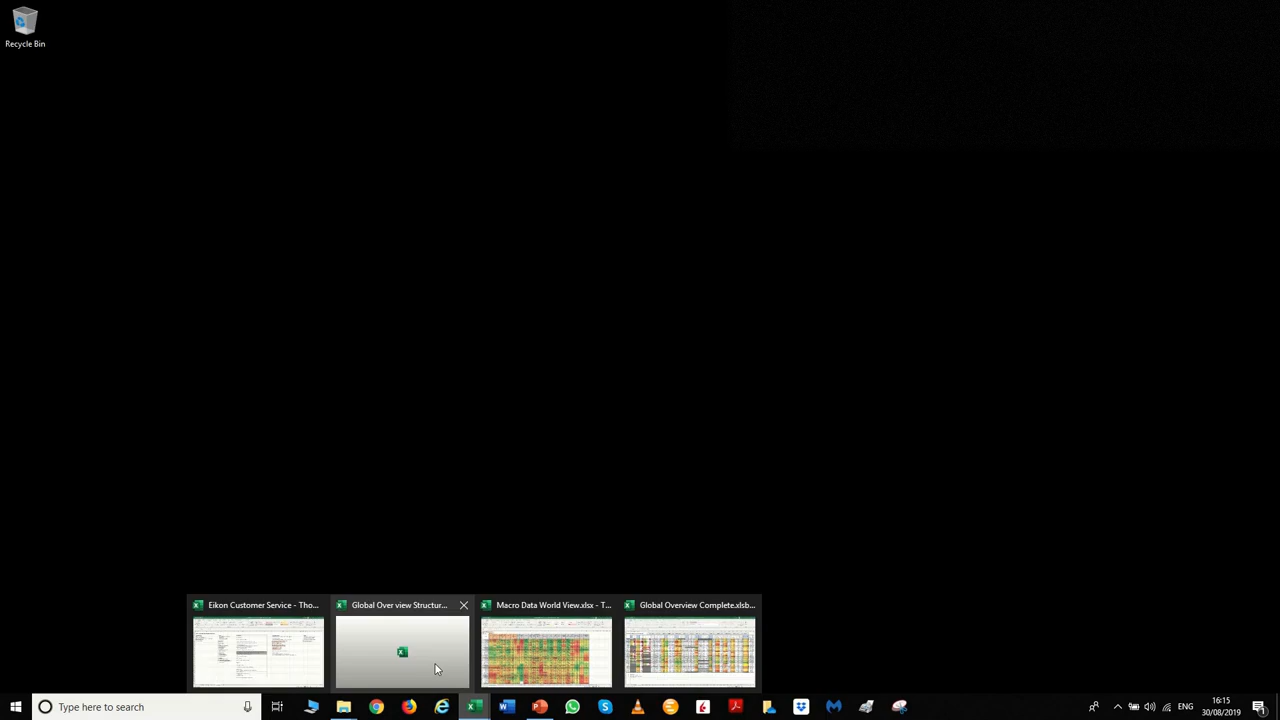 Recycle Bin
Eikon Customer Service - Tho...
Global Over view Structur...
Macro Data World View.xlsx - T...
Global Overview Complete.xlsb...
Type here to search
ENG
16:15
30/08/2019
1